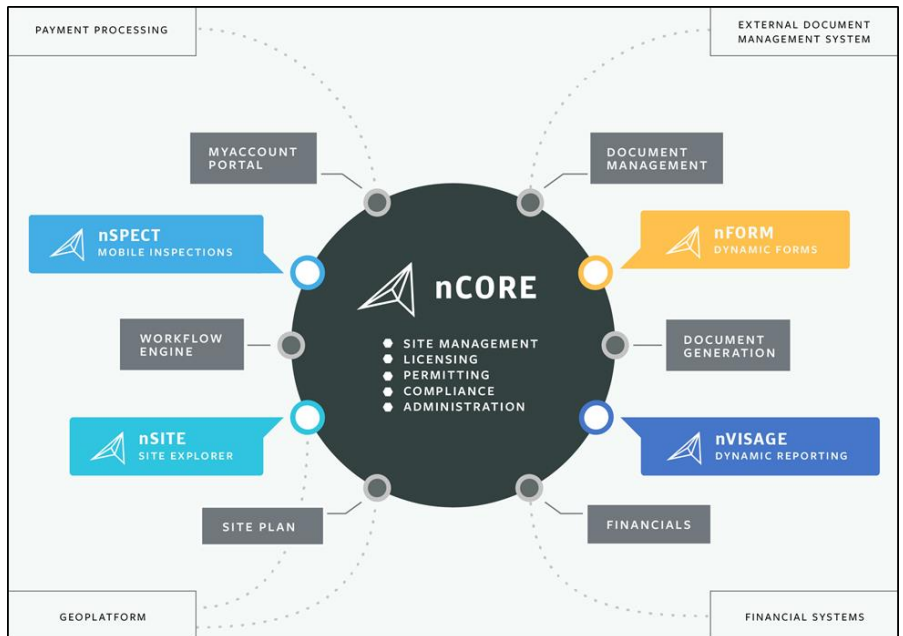 PAYMENT PROCESSING
EXTERNAL DOCUMENT
MANAGEMENT SYSTEM
MYACCOUNT
PORTAL
DOCUMENT
MANAGEMENT
nSPECT
MOBILE INSPECTIONS
nFORM
DYNAMIC FORMS
nCORE
SITE MANAGEMENT
LICENSING
PERMITTING
COMPLIANCE
ADMINISTRATION
WORKFLOW
ENGINE
DOCUMENT
GENERATION
nSITE
SITE EXPLORER
nVISAGE
DYNAMIC REPORTING
SITE PLAN
FINANCIALS
GEOPLATFORM
FINANCIAL SYSTEMS